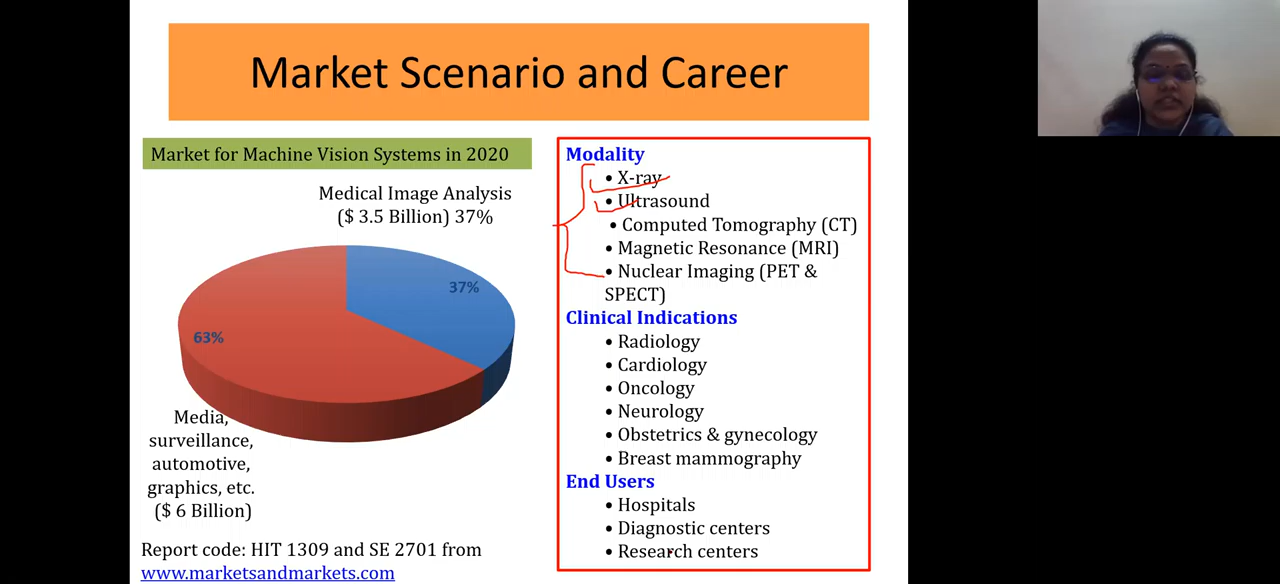 Market Scenario and Career
Market for Machine Vision Systems in 2020
Medical Image Analysis
($ 3.5 Billion) 37%
37%
63%
Media,
surveillance,
automotive,
graphics, etc.
($ 6 Billion)
Report code: HIT 1309 and SE 2701 from
www.marketsandmarkets.com
Modality
• X-ray
• Ultrasound
• Computed Tomography (CT)
• Magnetic Resonance (MRI)
• Nuclear Imaging (PET &
SPECT)
Clinical Indications
• Radiology
• Cardiology
• Oncology
• Neurology
• Obstetrics & gynecology
• Breast mammography
End Users
• Hospitals
• Diagnostic centers
• Research centers